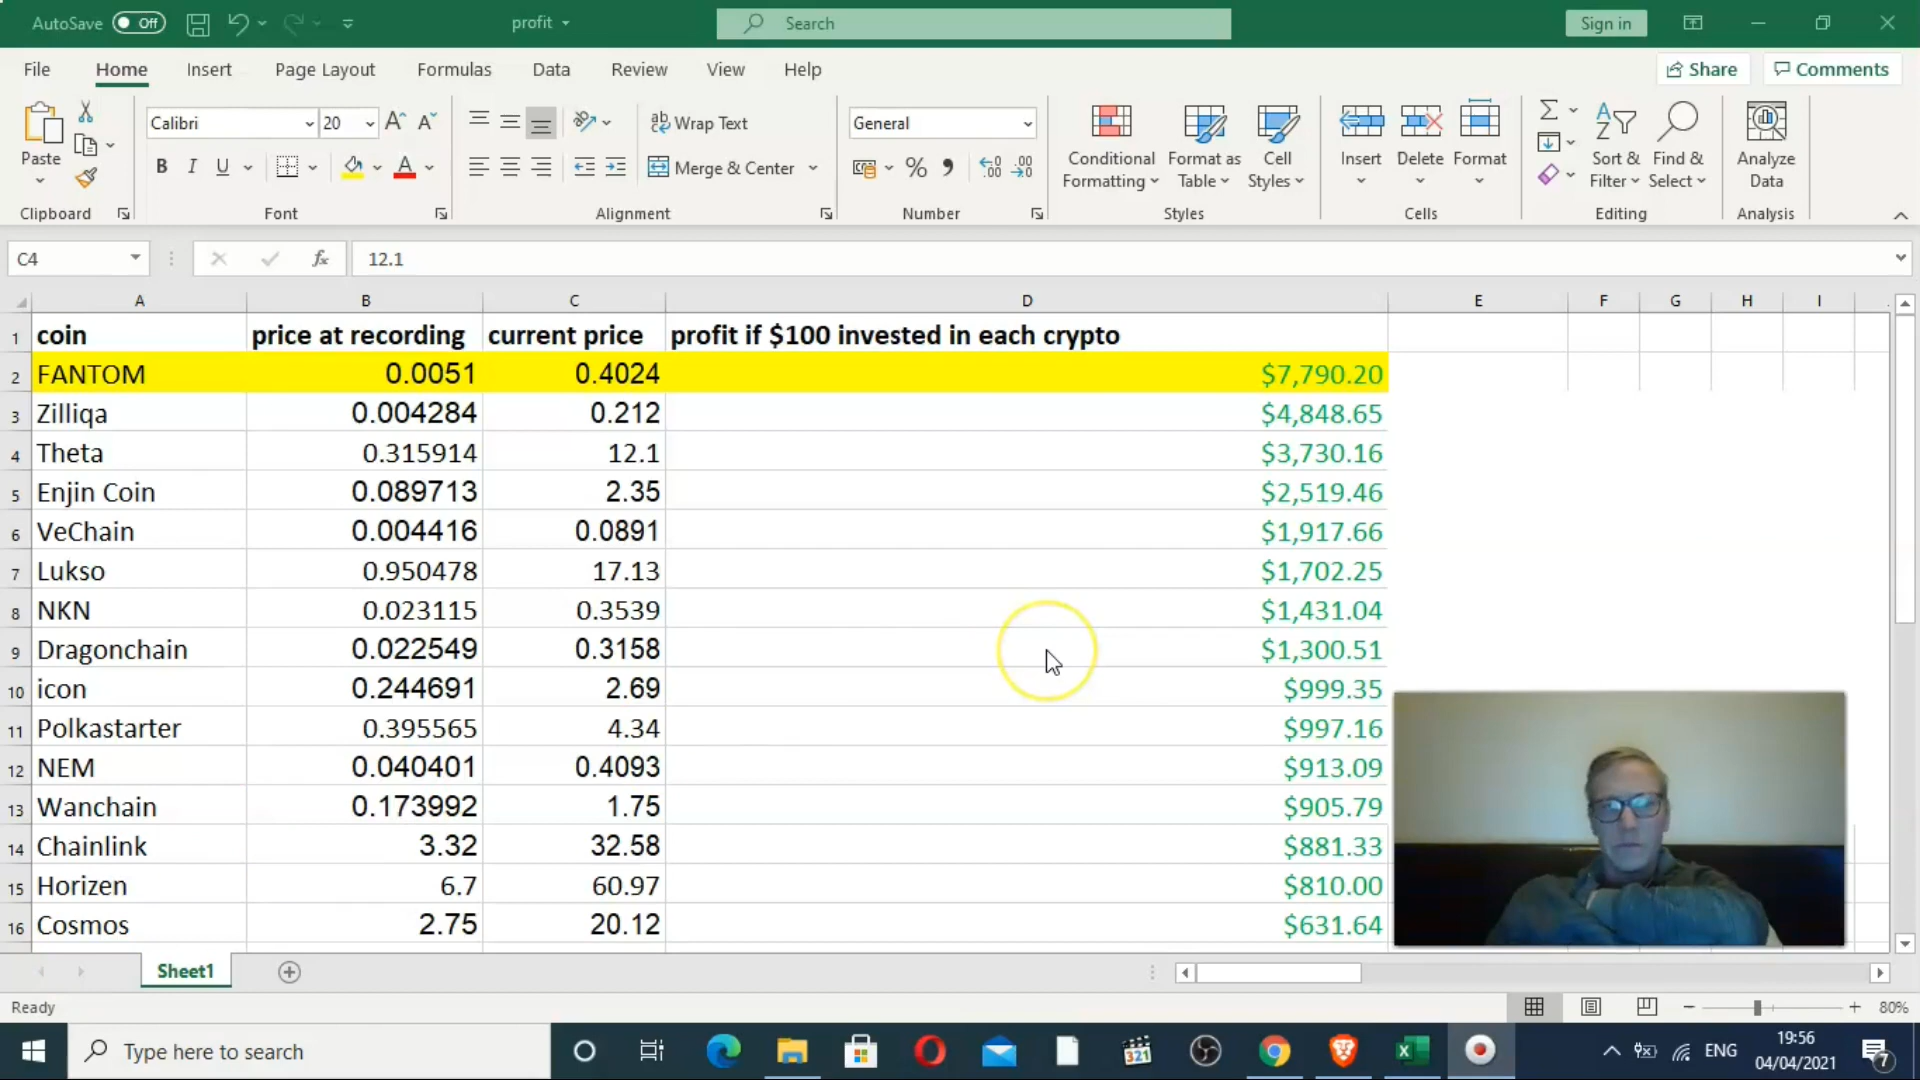 AutoSave Off profit Search Sign in
File Home Insert Page Layout Formulas Data Review View Help Share Comments
Paste
Calibri 20 A A
B I U A
Wrap Text
Merge & Center
General
% , .00 .00
Conditional Formatting
Format as Table
Cell Styles
Insert
Delete
Format
Sort & Filter
Find & Select
Analyze Data
Clipboard Font Alignment Number Styles Cells Editing Analysis
C4 fx 12.1
A B C D E F G H I
1 coin price at recording current price profit if $100 invested in each crypto
2 FANTOM 0.0051 0.4024 $7,790.20
3 Zilliqa 0.004284 0.212 $4,848.65
4 Theta 0.315914 12.1 $3,730.16
5 Enjin Coin 0.089713 2.35 $2,519.46
6 VeChain 0.004416 0.0891 $1,917.66
7 Lukso 0.950478 17.13 $1,702.25
8 NKN 0.023115 0.3539 $1,431.04
9 Dragonchain 0.022549 0.3158 $1,300.51
10 icon 0.244691 2.69 $999.35
11 Polkastarter 0.395565 4.34 $997.16
12 NEM 0.040401 0.4093 $913.09
13 Wanchain 0.173992 1.75 $905.79
14 Chainlink 3.32 32.58 $881.33
15 Horizen 6.7 60.97 $810.00
16 Cosmos 2.75 20.12 $631.64
Sheet1
Ready 80%
Type here to search 321 ENG 19:56
04/04/2021 7